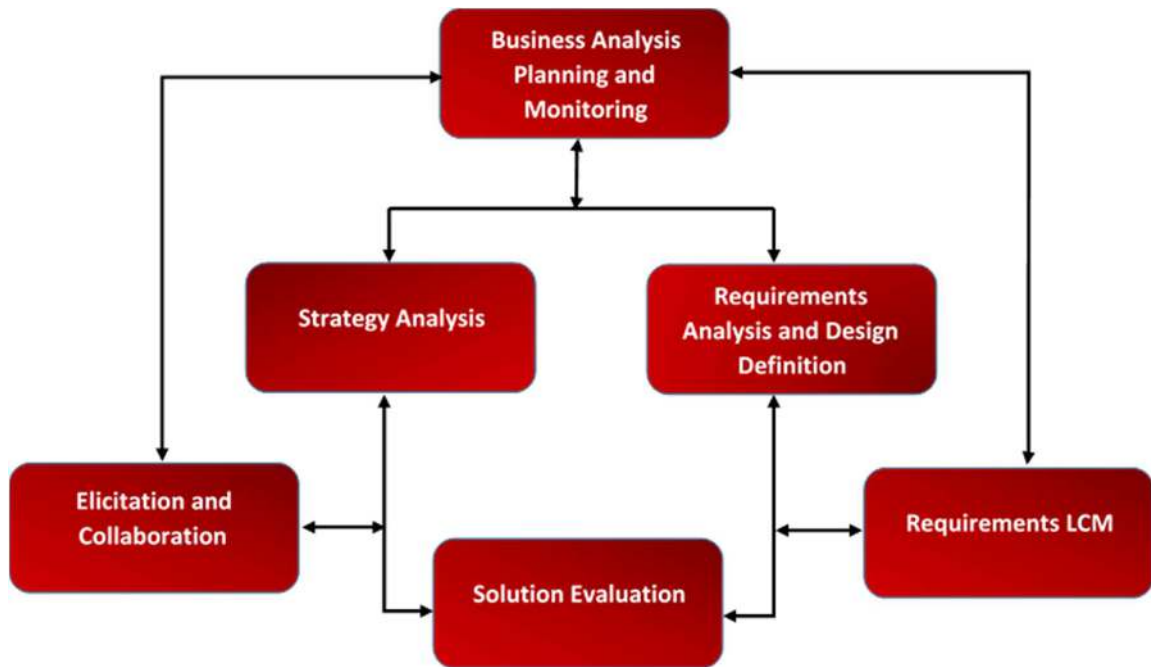 Business Analysis
Planning and
Monitoring
Strategy Analysis
Requirements
Analysis and Design
Definition
Elicitation and
Collaboration
Requirements LCM
Solution Evaluation